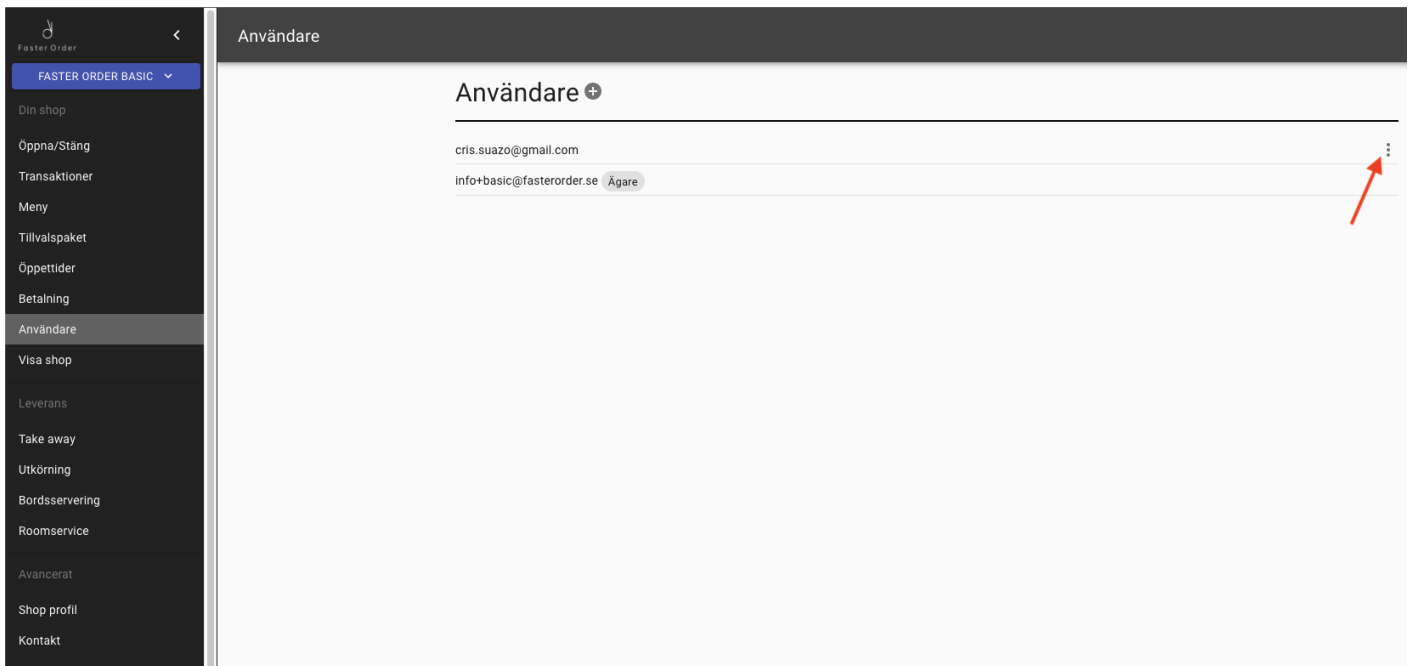 Faster Order
FASTER ORDER BASIC
Din shop
Öppna/Stäng
Transaktioner
Meny
Tillvalspaket
Öppettider
Betalning
Användare
Visa shop
Leverans
Take away
Utkörning
Bordsservering
Roomservice
Avancerat
Shop profil
Kontakt
Användare
Användare
cris.suazo@gmail.com
info+basic@fasterorder.se Ägare